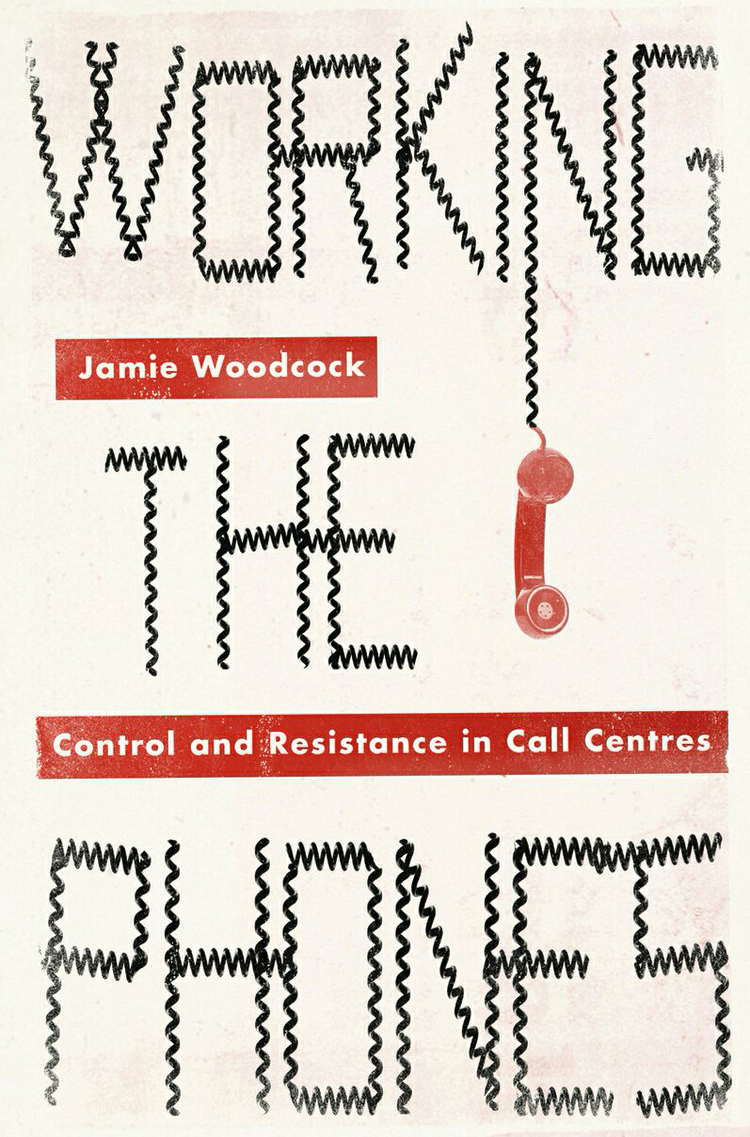 WORKING
Jamie Woodcock
THE
Control and Resistance in Call Centres
PHONES